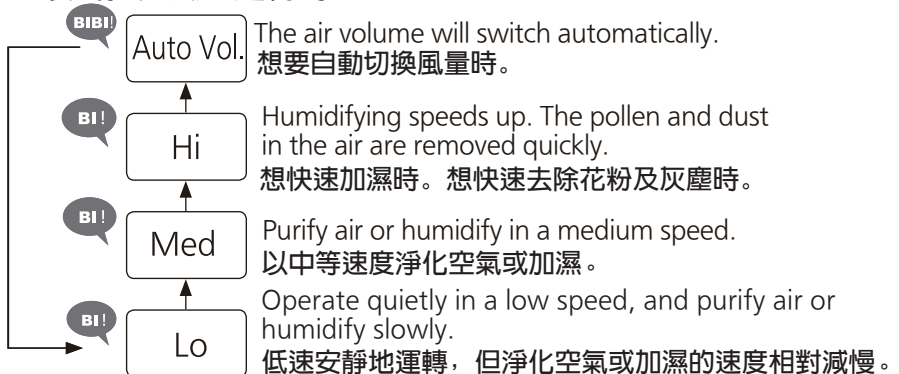 BIBI!
Auto Vol.
The air volume will switch automatically.
想要自動切換風量時。
BI!
Hi
Humidifying speeds up. The pollen and dust
in the air are removed quickly.
想快速加濕時。想快速去除花粉及灰塵時。
BI!
Med
Purify air or humidify in a medium speed.
以中等速度淨化空氣或加濕。
BI!
Lo
Operate quietly in a low speed, and purify air or
humidify slowly.
低速安靜地運轉，但淨化空氣或加濕的速度相對減慢。